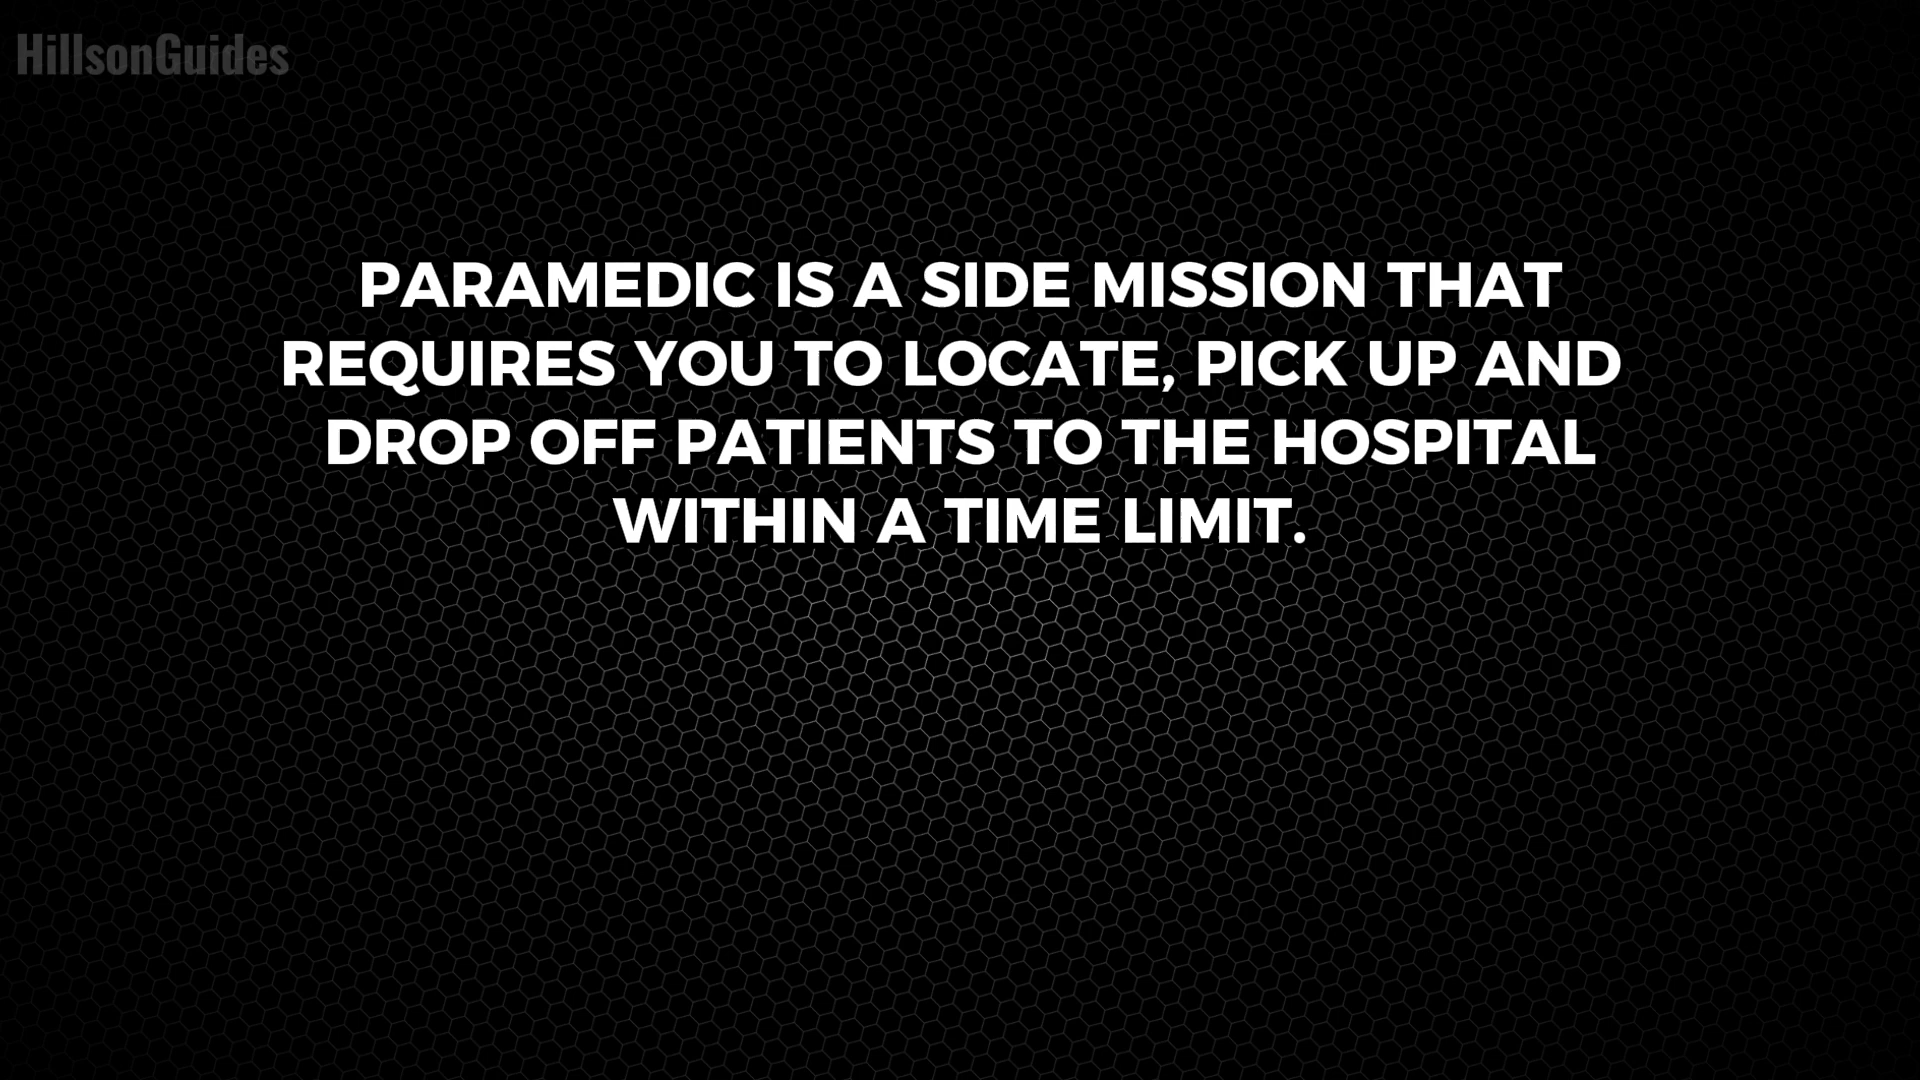 HillsonGuides
PARAMEDIC IS A SIDE MISSION THAT
REQUIRES YOU TO LOCATE, PICK UP AND
DROP OFF PATIENTS TO THE HOSPITAL
WITHIN A TIME LIMIT.